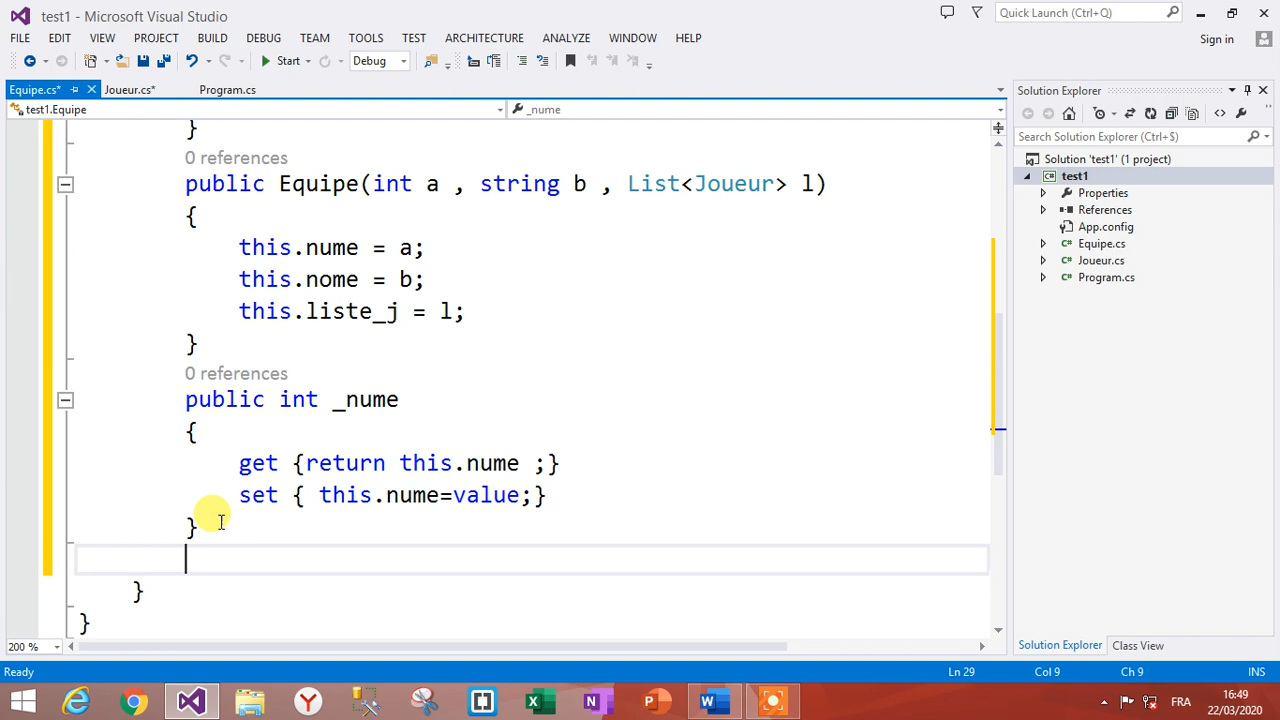 test1 - Microsoft Visual Studio
Quick Launch (Ctrl+Q)
FILE EDIT VIEW PROJECT BUILD DEBUG TEAM TOOLS TEST ARCHITECTURE ANALYZE WINDOW HELP
Sign in
Start Debug
Equipe.cs* Joueur.cs* Program.cs
Solution Explorer
test1.Equipe _nume
Search Solution Explorer (Ctrl+$)
Solution 'test1' (1 project)
test1
Properties
References
App.config
Equipe.cs
Joueur.cs
Program.cs
}
0 references
public Equipe(int a , string b , List<Joueur> l)
{
this.nume = a;
this.nome = b;
this.liste_j = l;
}
0 references
public int _nume
{
get {return this.nume ;}
set { this.nume=value;}
}
}
}
200 %
Solution Explorer Class View
Ready Ln 29 Col 9 Ch 9 INS
FRA
16:49
22/03/2020